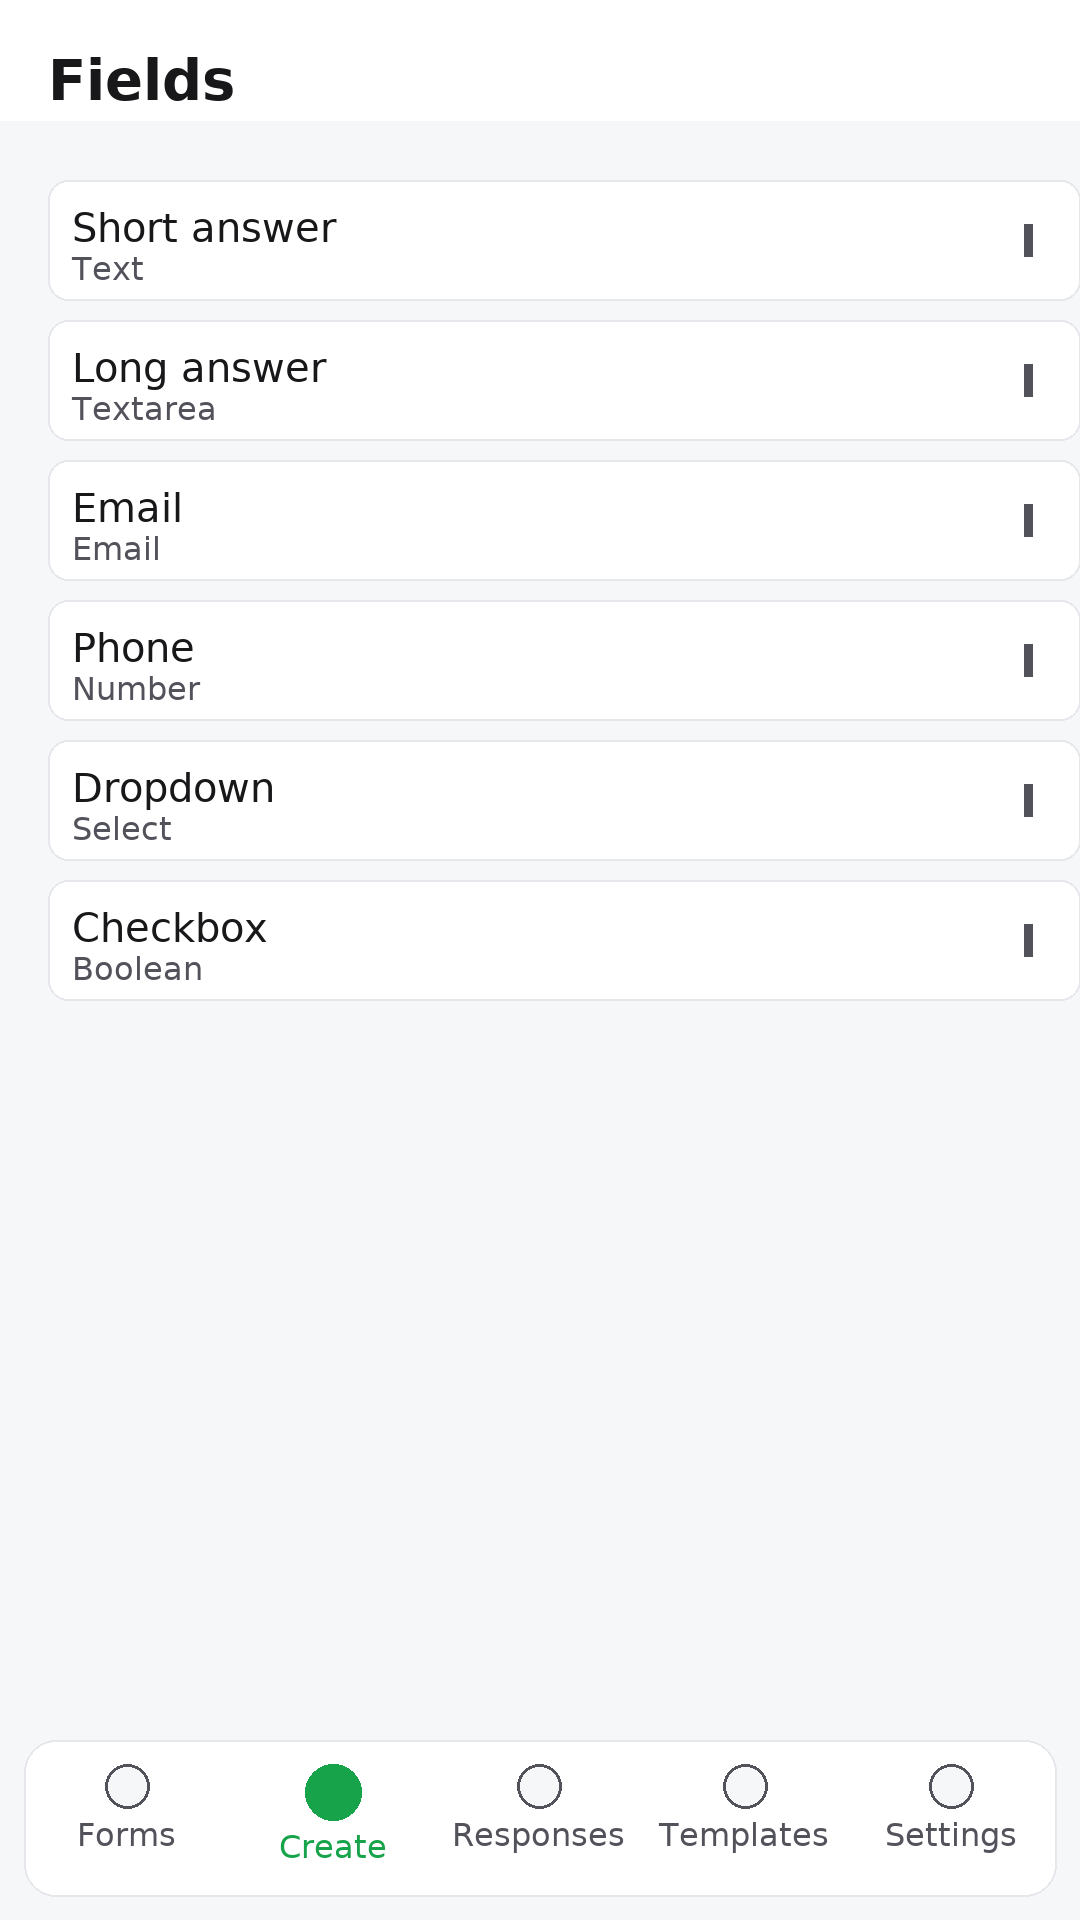 Fields
Short answer
Text
Long answer
Textarea
Email
Email
Phone
Number
Dropdown
Select
Checkbox
Boolean
Forms
Create
Responses
Templates
Settings